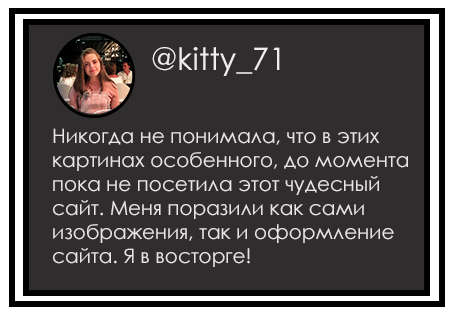 @kitty_71
Никогда не понимала, что в этих
картинах особенного, до момента
пока не посетила этот чудесный
сайт. Меня поразили как сами
изображения, так и оформление
сайта. Я в восторге!